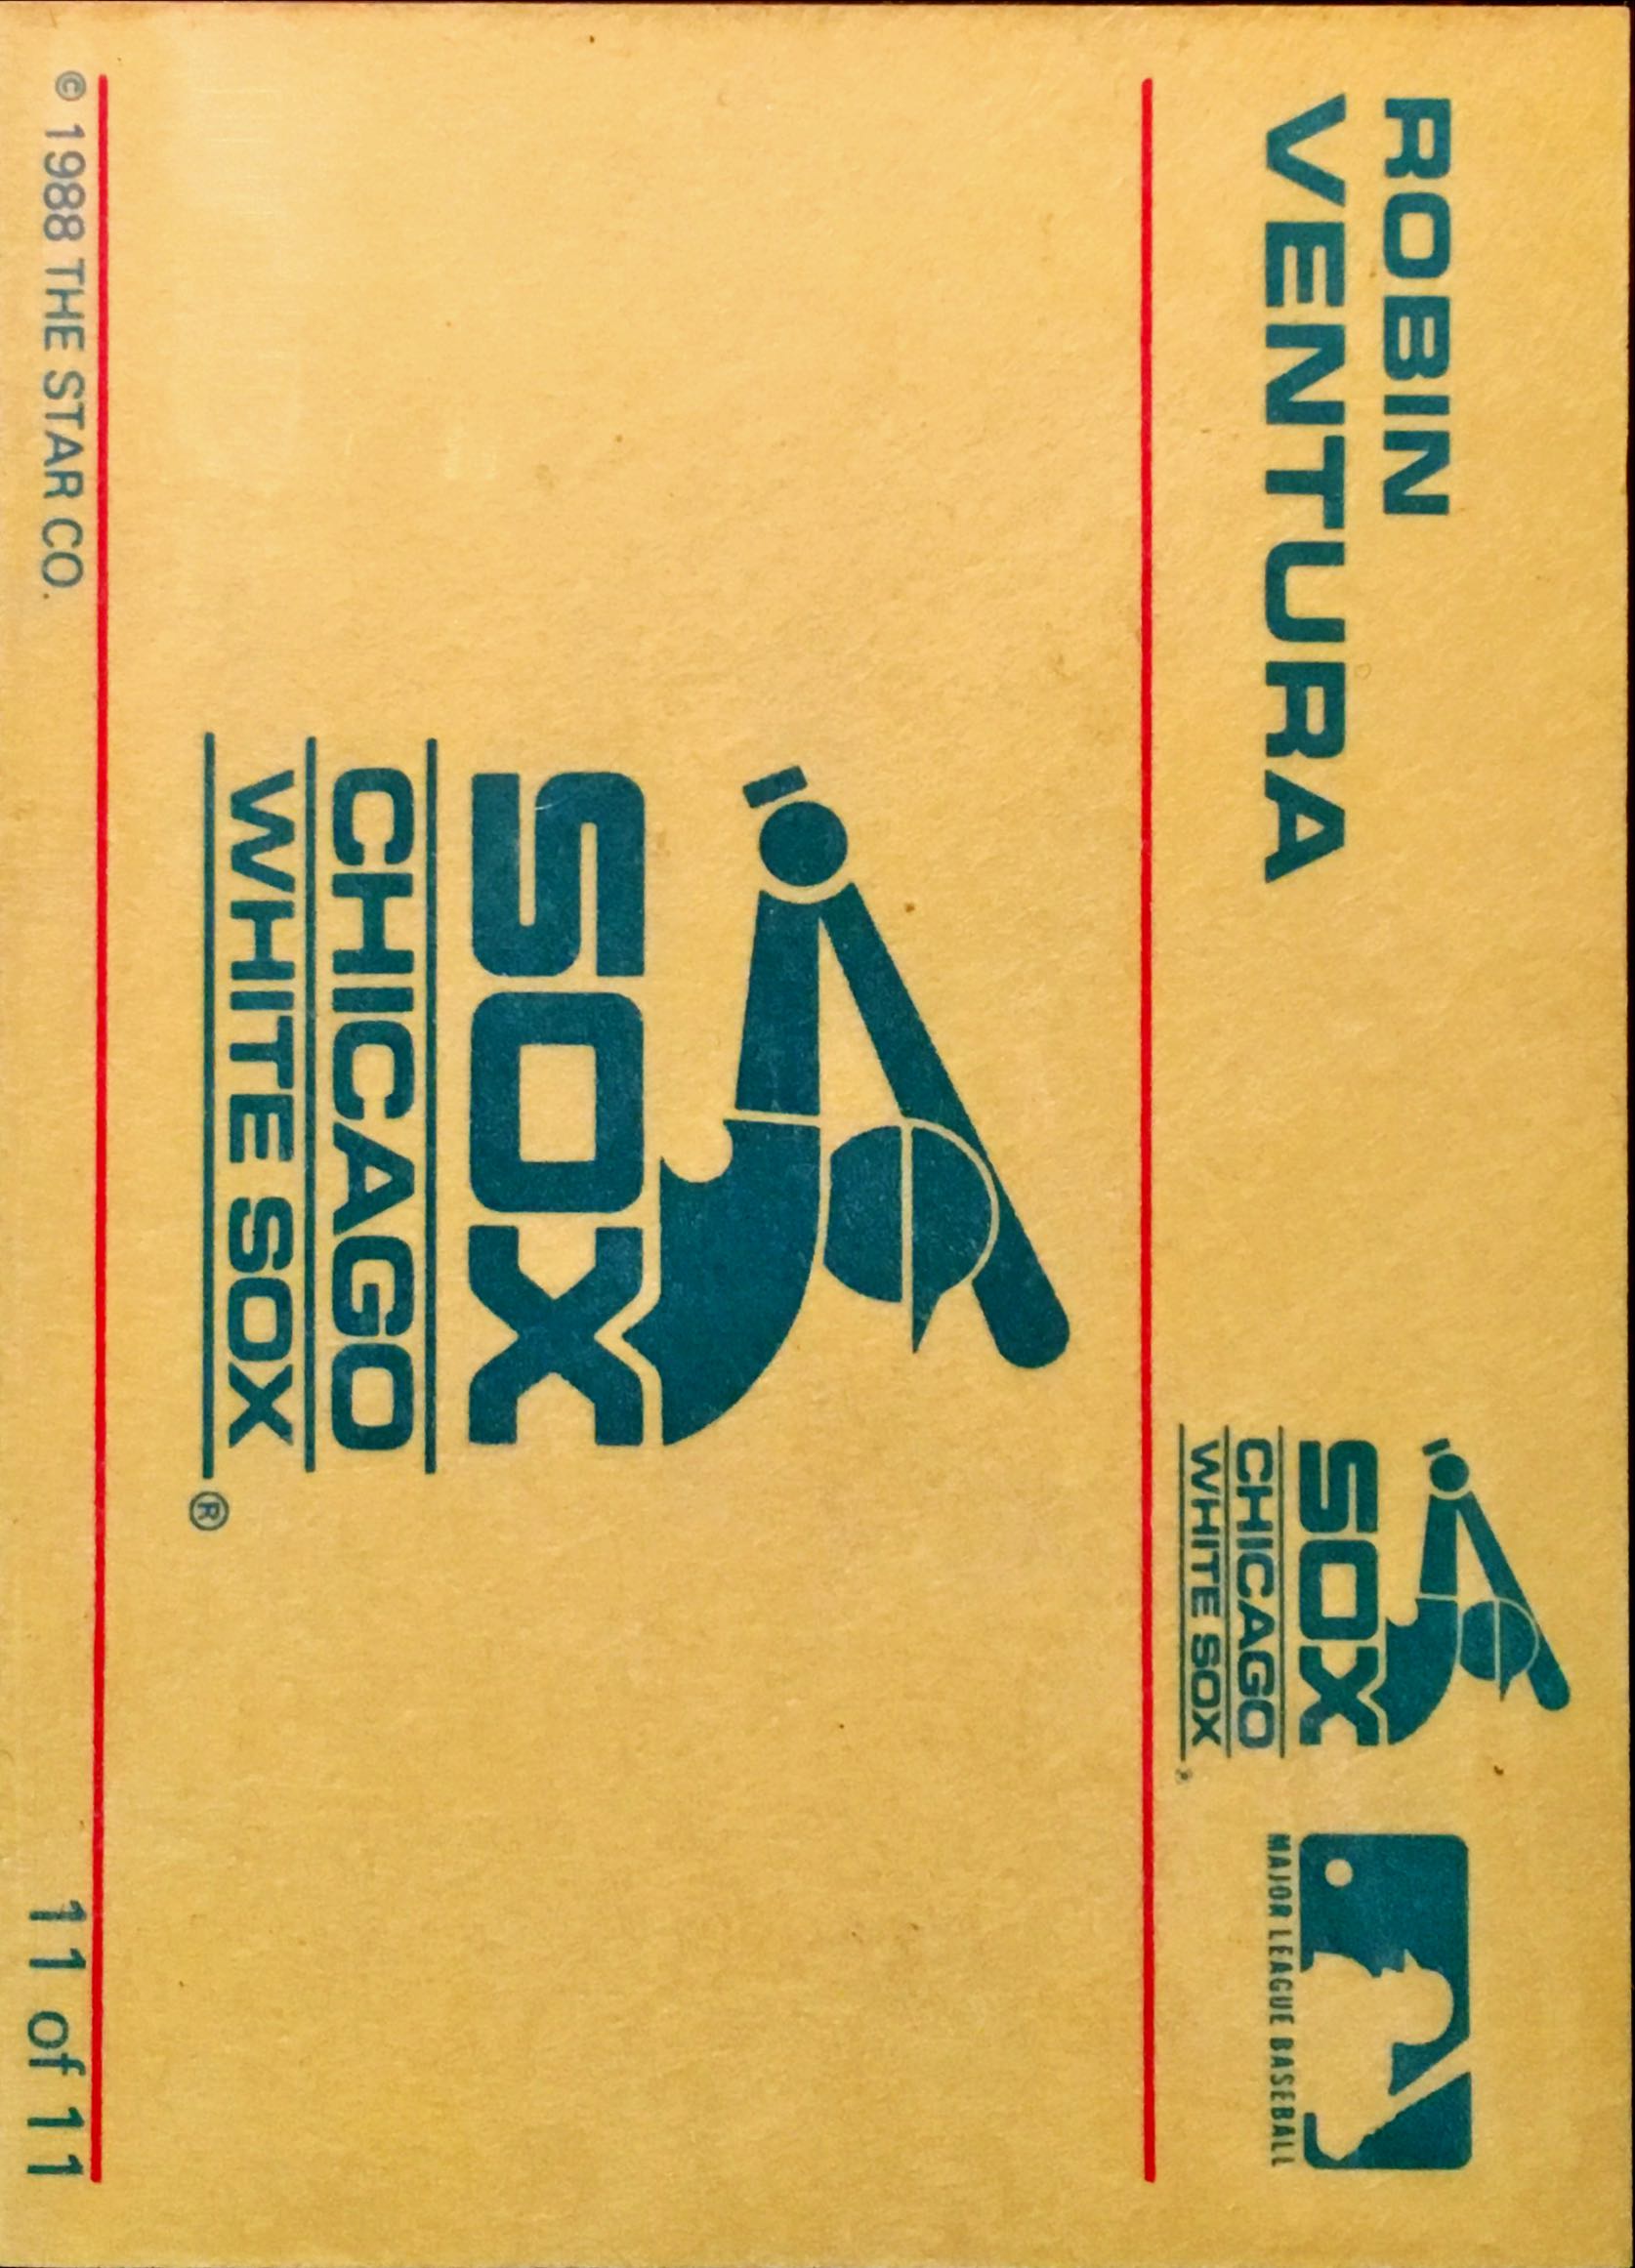 ROBIN
VENTURA
SOX
CHICAGO
WHITE SOX
MAJOR LEAGUE BASEBALL
SOX
CHICAGO
WHITE SOX
®
© 1988 THE STAR CO.
11 of 11